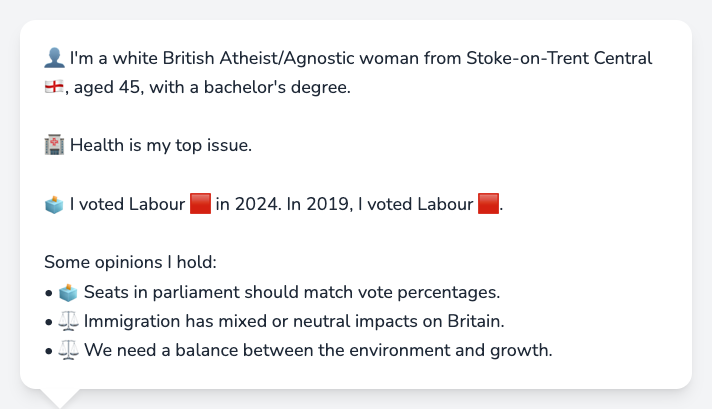 👤 I'm a white British Atheist/Agnostic woman from Stoke-on-Trent Central
🏴󠁧󠁢󠁥󠁮󠁧󠁿, aged 45, with a bachelor's degree.
🏥 Health is my top issue.
🗳️ I voted Labour 🟥 in 2024. In 2019, I voted Labour 🟥.
Some opinions I hold:
• 🗳️ Seats in parliament should match vote percentages.
• ⚖️ Immigration has mixed or neutral impacts on Britain.
• ⚖️ We need a balance between the environment and growth.